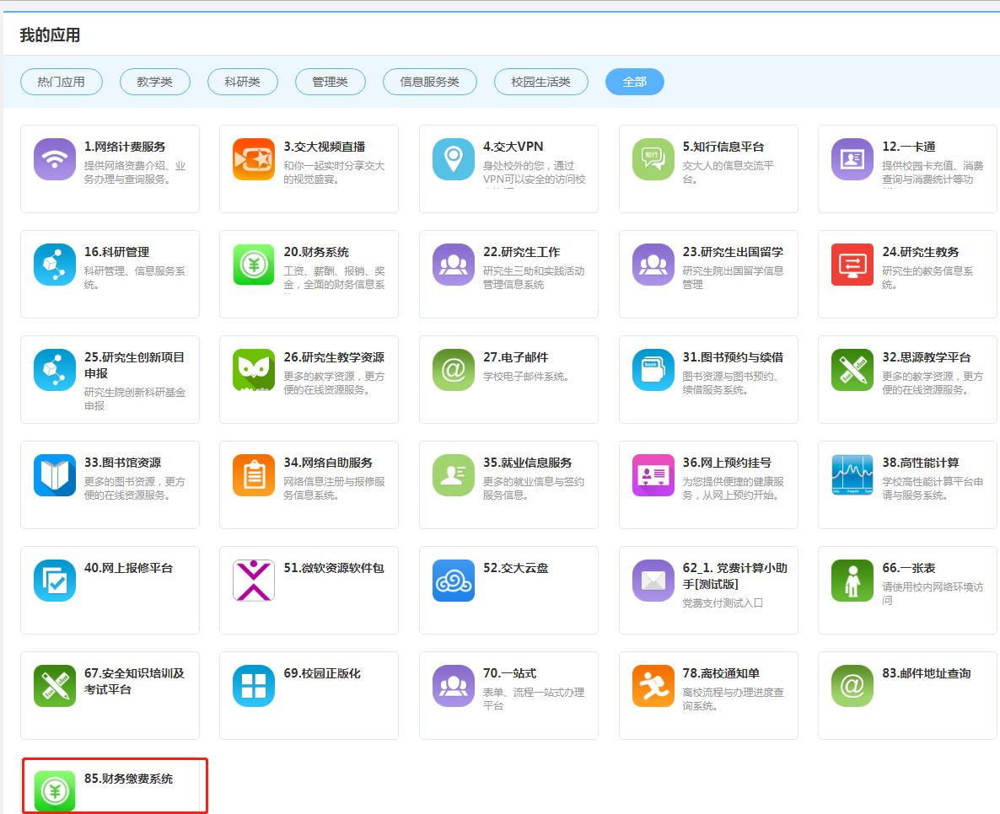 我的应用
热门应用 教学类 科研类 管理类 信息服务类 校园生活类 全部
1.网络计费服务
提供网络资费介绍、业
务办理与查询服务。
3.交大视频直播
和你一起实时分享交大
的视觉盛宴。
4.交大VPN
身处校外的您，通过
VPN可以安全的访问校
5.知行信息平台
交大人的信息交流平
台。
知行
12.一卡通
提供校园卡充值、消费
查询与消费统计等功
16.科研管理
科研管理、信息服务系
统。
20.财务系统
工资、薪酬、报销、奖
金，全面的财务信息系
22.研究生工作
研究生三助和实践活动
管理信息系统
23.研究生出国留学
研究生院出国留学信息
管理
24.研究生教务
研究生的教务信息系
统。
25.研究生创新项目
申报
研究生院创新科研基金
申报
26.研究生教学资源
更多的教学资源，更方
便的在线资源服务。
27.电子邮件
学校电子邮件系统。
31.图书预约与续借
图书资源与图书预约、
续借服务系统。
book
32.思源教学平台
更多的教学资源，更方
便的在线资源服务。
33.图书馆资源
更多的图书资源，更方
便的在线资源服务。
34.网络自助服务
网络信息注册与报修服
务信息系统。
35.就业信息服务
更多的就业信息与签约
服务信息。
36.网上预约挂号
为您提供便捷的健康服
务，从网上预约开始。
38.高性能计算
学校高性能计算平台申
请与服务系统。
40.网上报修平台
51.微软资源软件包
52.交大云盘
62_1. 党费计算小助
手[测试版]
党费支付测试入口
66.一张表
请使用校内网络环境访
问
67.安全知识培训及
考试平台
69.校园正版化
70.一站式
表单、流程一站式办理
平台
78.离校通知单
离校流程与办理进度查
询系统。
83.邮件地址查询
85.财务缴费系统